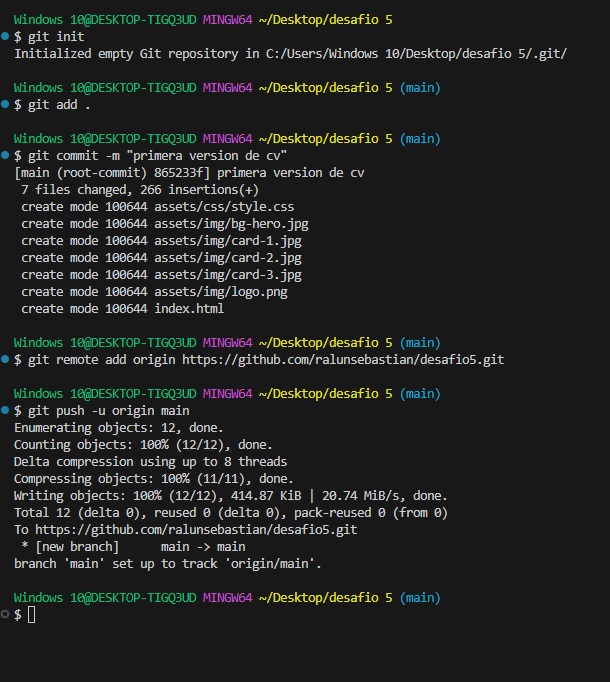 Windows 10@DESKTOP-TIGQ3UD MINGW64 ~/Desktop/desafio 5
$ git init
Initialized empty Git repository in C:/Users/Windows 10/Desktop/desafio 5/.git/
Windows 10@DESKTOP-TIGQ3UD MINGW64 ~/Desktop/desafio 5 (main)
$ git add .
Windows 10@DESKTOP-TIGQ3UD MINGW64 ~/Desktop/desafio 5 (main)
$ git commit -m "primera version de cv"
[main (root-commit) 865233f] primera version de cv
7 files changed, 266 insertions(+)
create mode 100644 assets/css/style.css
create mode 100644 assets/img/bg-hero.jpg
create mode 100644 assets/img/card-1.jpg
create mode 100644 assets/img/card-2.jpg
create mode 100644 assets/img/card-3.jpg
create mode 100644 assets/img/logo.png
create mode 100644 index.html
Windows 10@DESKTOP-TIGQ3UD MINGW64 ~/Desktop/desafio 5 (main)
$ git remote add origin https://github.com/ralunsebastian/desafio5.git
Windows 10@DESKTOP-TIGQ3UD MINGW64 ~/Desktop/desafio 5 (main)
$ git push -u origin main
Enumerating objects: 12, done.
Counting objects: 100% (12/12), done.
Delta compression using up to 8 threads
Compressing objects: 100% (11/11), done.
Writing objects: 100% (12/12), 414.87 KiB | 20.74 MiB/s, done.
Total 12 (delta 0), reused 0 (delta 0), pack-reused 0 (from 0)
To https://github.com/ralunsebastian/desafio5.git
* [new branch]      main -> main
branch 'main' set up to track 'origin/main'.
Windows 10@DESKTOP-TIGQ3UD MINGW64 ~/Desktop/desafio 5 (main)
$